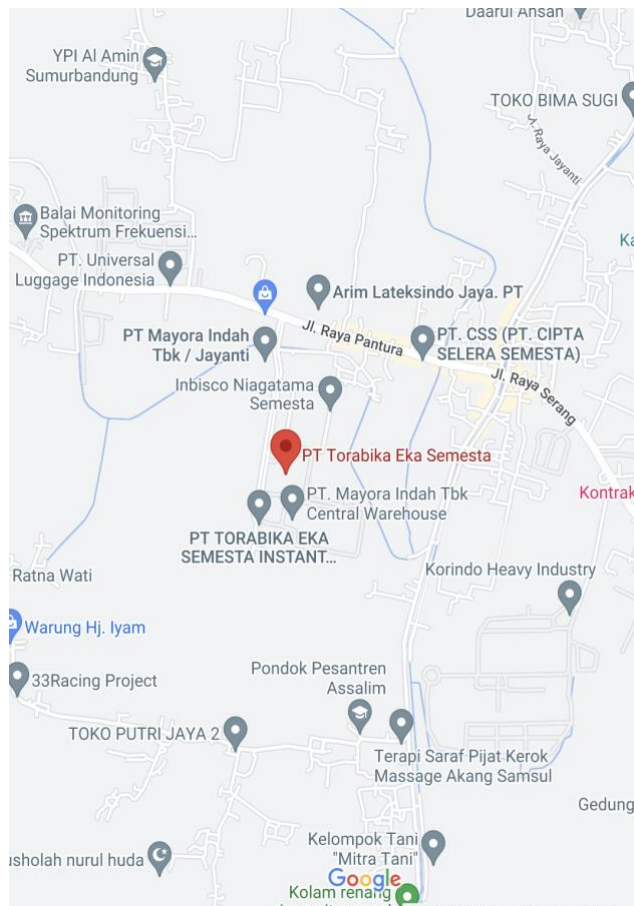 Daarul Ahsan
YPI Al Amin
Sumurbandung
TOKO BIMA SUGI
Jl. Raya Jayanti
Balai Monitoring
Spektrum Frekuensi...
Ka
PT. Universal
Luggage Indonesia
Arim Lateksindo Jaya. PT
Jl. Raya Pantura
PT Mayora Indah
Tbk / Jayanti
PT. CSS (PT. CIPTA
SELERA SEMESTA)
Inbisco Niagatama
Semesta
Jl. Raya Serang
PT Torabika Eka Semesta
Kontrak
PT. Mayora Indah Tbk
Central Warehouse
PT TORABIKA EKA
SEMESTA INSTANT...
Ratna Wati
Korindo Heavy Industry
Warung Hj. Iyam
33Racing Project
Pondok Pesantren
Assalim
TOKO PUTRI JAYA 2
Terapi Saraf Pijat Kerok
Massage Akang Samsul
Gedung
Kelompok Tani
"Mitra Tani"
usholah nurul huda
Google
Kolam renang